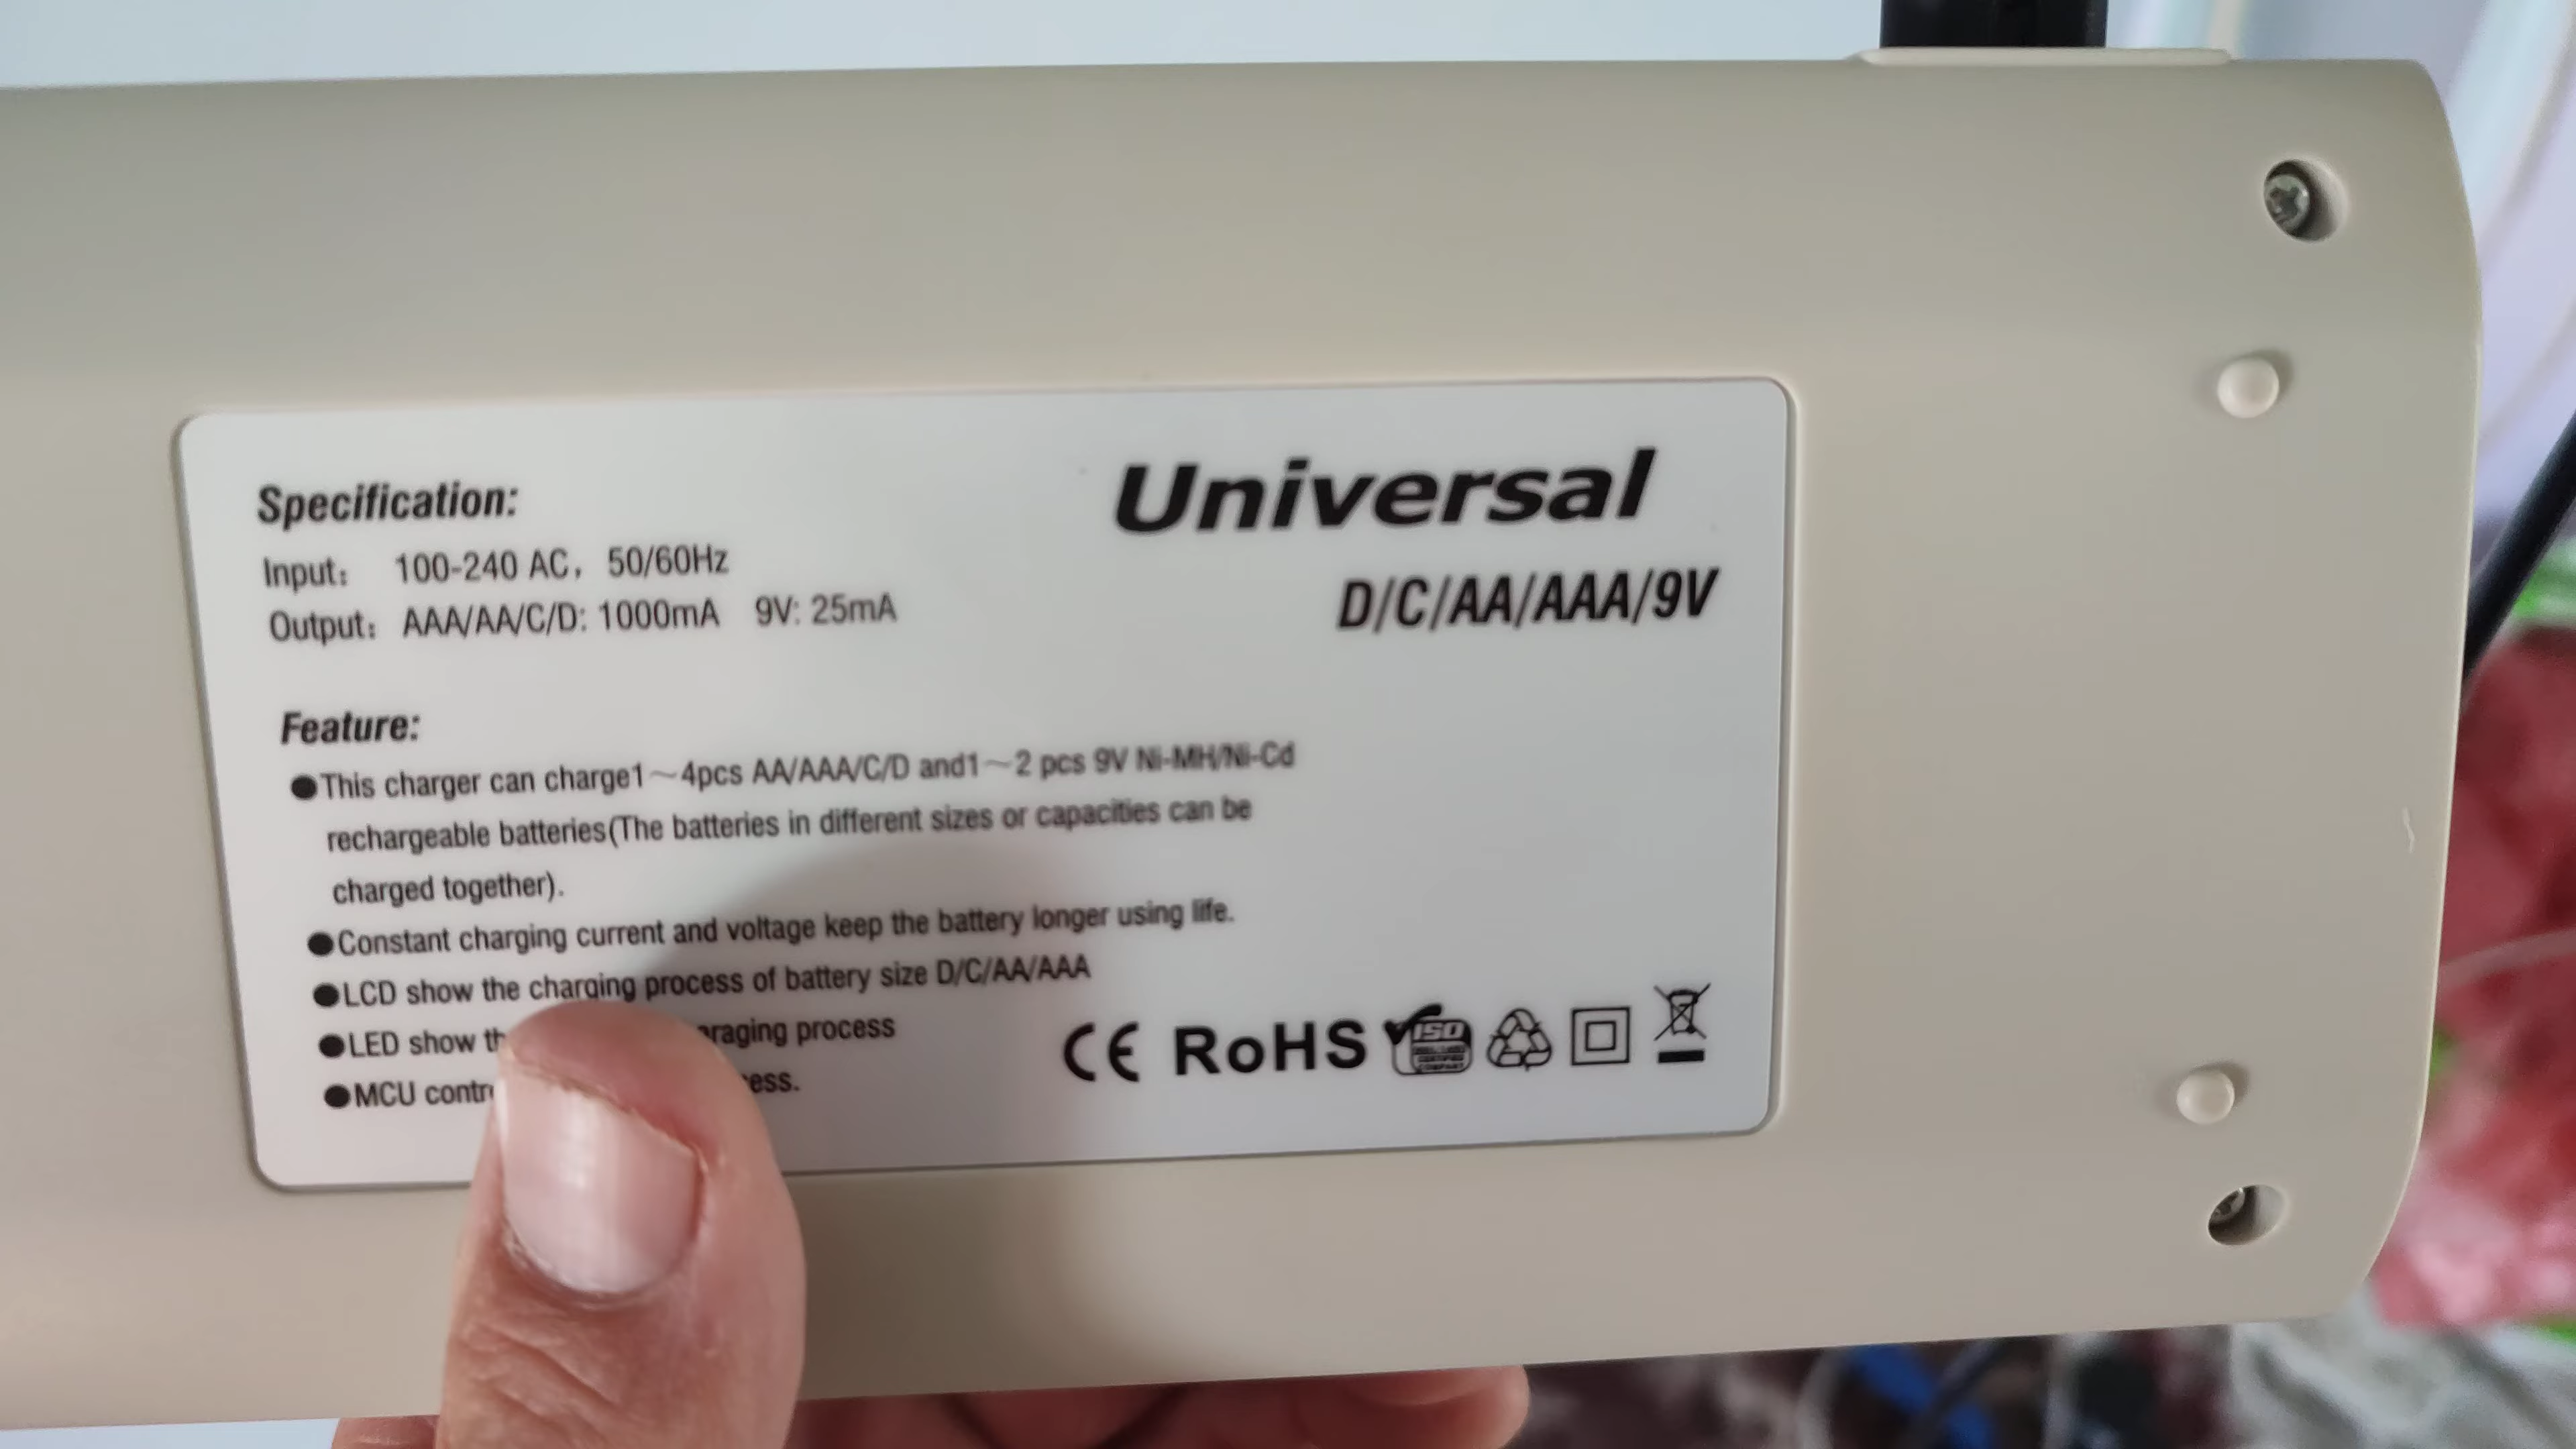 Universal
D/C/AA/AAA/9V
Specification:
Input: 100-240 AC, 50/60Hz
Output: AAA/AA/C/D: 1000mA 9V: 25mA
Feature:
●This charger can charge1～4pcs AA/AAA/C/D and1～2 pcs 9V Ni-MH/Ni-Cd
rechargeable batteries(The batteries in different sizes or capacities can be
charged together).
●Constant charging current and voltage keep the battery longer using life.
●LCD show the charging process of battery size D/C/AA/AAA
●LED show process
●MCU
CE RoHS ISO